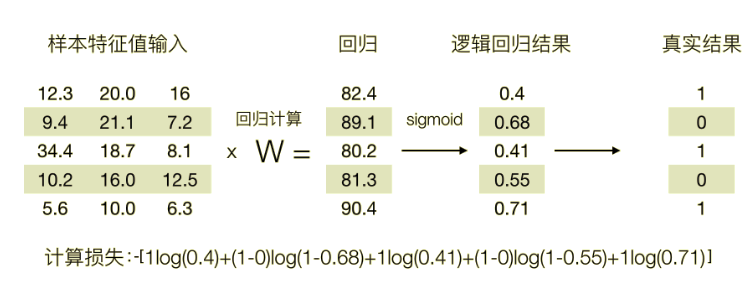 样本特征值输入 回归 逻辑回归结果 真实结果
12.3 20.0 16 82.4 0.4 1
9.4 21.1 7.2 回归计算 89.1 sigmoid 0.68 0
34.4 18.7 8.1 x W = 80.2 0.41 1
10.2 16.0 12.5 81.3 0.55 0
5.6 10.0 6.3 90.4 0.71 1
计算损失:-[1log(0.4)+(1-0)log(1-0.68)+1log(0.41)+(1-0)log(1-0.55)+1log(0.71)]